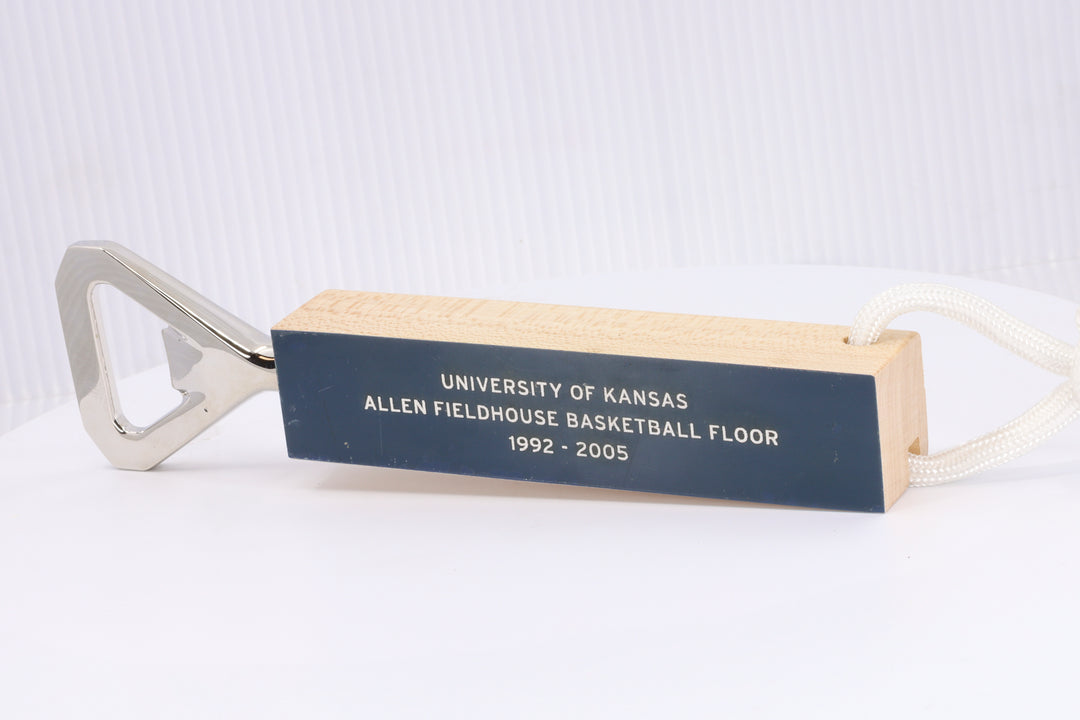 UNIVERSITY OF KANSAS
ALLEN FIELDHOUSE BASKETBALL FLOOR
1992 - 2005